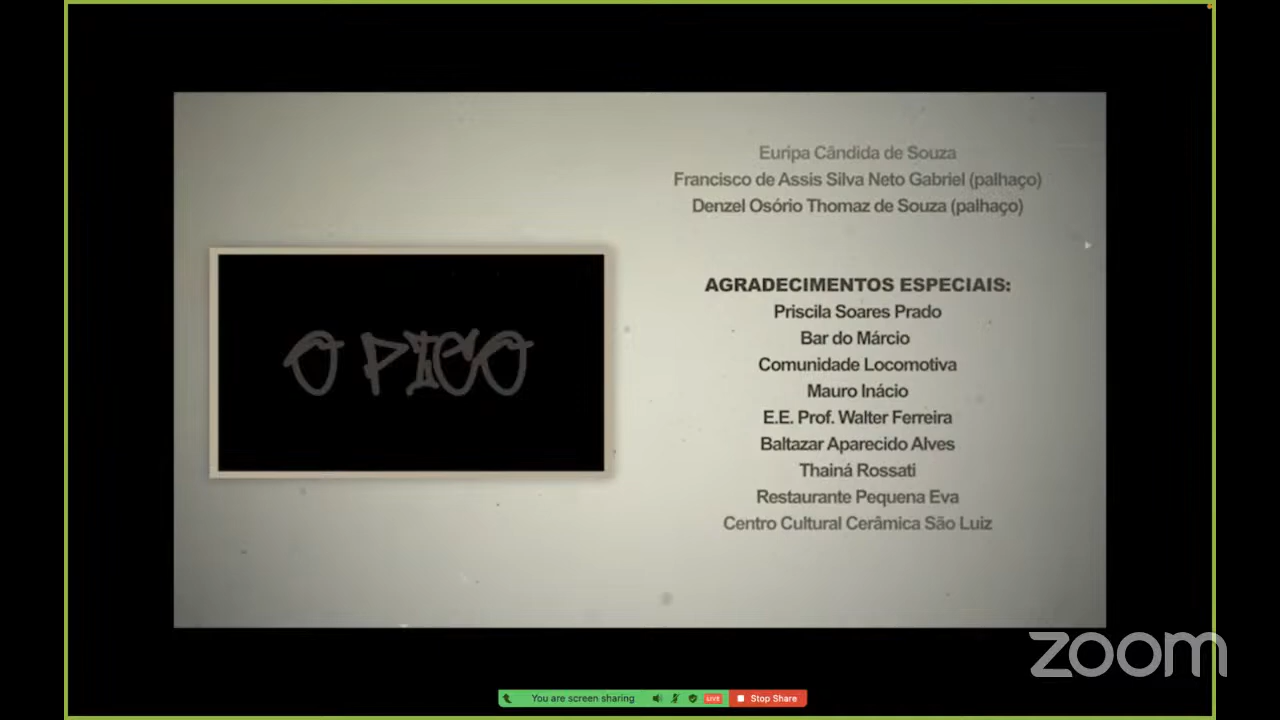 Euripa Cândida de Souza
Francisco de Assis Silva Neto Gabriel (palhaço)
Denzel Osório Thomaz de Souza (palhaço)
O PICO
AGRADECIMENTOS ESPECIAIS:
Priscila Soares Prado
Bar do Márcio
Comunidade Locomotiva
Mauro Inácio
E.E. Prof. Walter Ferreira
Baltazar Aparecido Alves
Thainá Rossati
Restaurante Pequena Eva
Centro Cultural Cerâmica São Luiz
zoom
You are screen sharing LIVE Stop Share